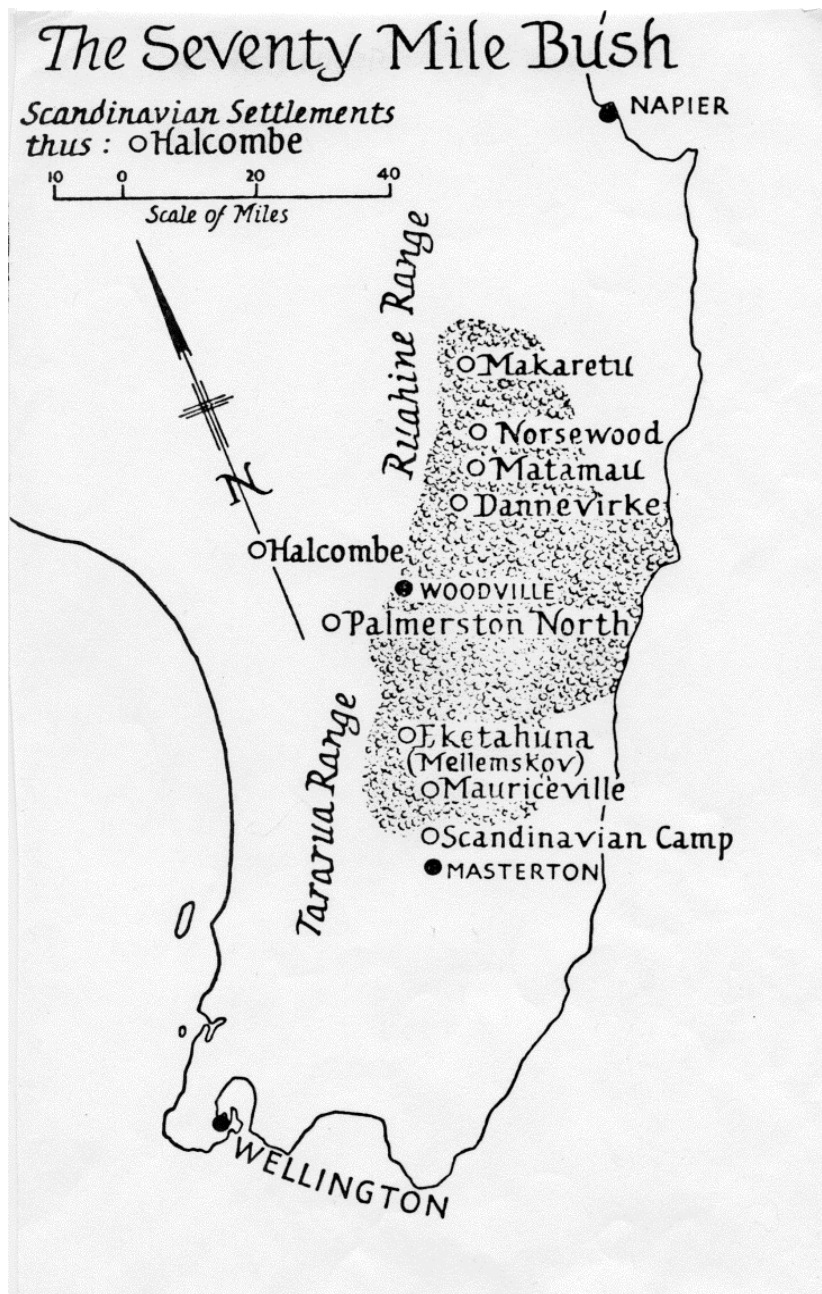 The Seventy Mile Bush
Scandinavian Settlements
thus: Halcombe
10 0 20 40
Scale of Miles
NAPIER
Ruahine Range
Makaretu
Norsewood
Matamau
Dannevirke
N
Halcombe
WOODVILLE
Palmerston North
Tararua Range
Eketahuna
(Mellemskov)
Mauriceville
Scandinavian Camp
MASTERTON
WELLINGTON